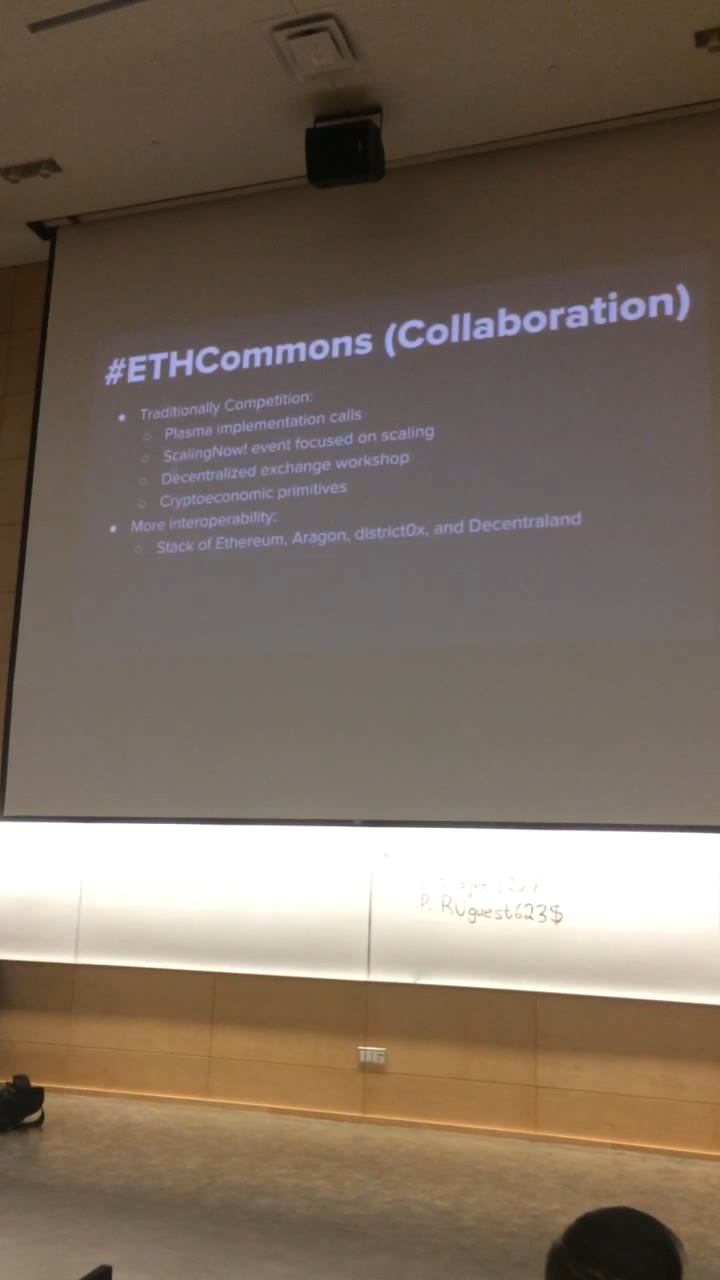 #ETHCommons (Collaboration)
● Traditionally Competition:
○ Plasma implementation calls
○ ScalingNow! event focused on scaling
○ Decentralized exchange workshop
○ Cryptoeconomic primitives
● More interoperability:
○ Stack of Ethereum, Aragon, district0x, and Decentraland
P. RUguest623$